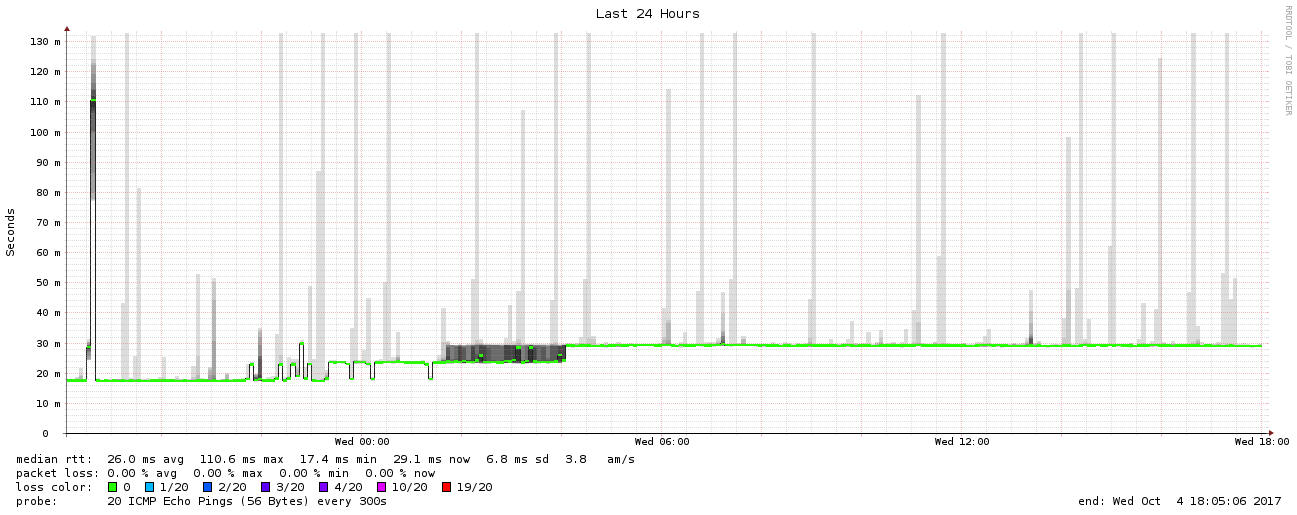 Last 24 Hours
RRDTOOL / TOBI OETIKER
Seconds
130 m
120 m
110 m
100 m
90 m
80 m
70 m
60 m
50 m
40 m
30 m
20 m
10 m
0
Wed 00:00 Wed 06:00 Wed 12:00 Wed 18:00
median rtt: 26.0 ms avg 110.6 ms max 17.4 ms min 29.1 ms now 6.8 ms sd 3.8 am/s
packet loss: 0.00 % avg 0.00 % max 0.00 % min 0.00 % now
loss color: 0 1/20 2/20 3/20 4/20 10/20 19/20
probe: 20 ICMP Echo Pings (56 Bytes) every 300s end: Wed Oct 4 18:05:06 2017